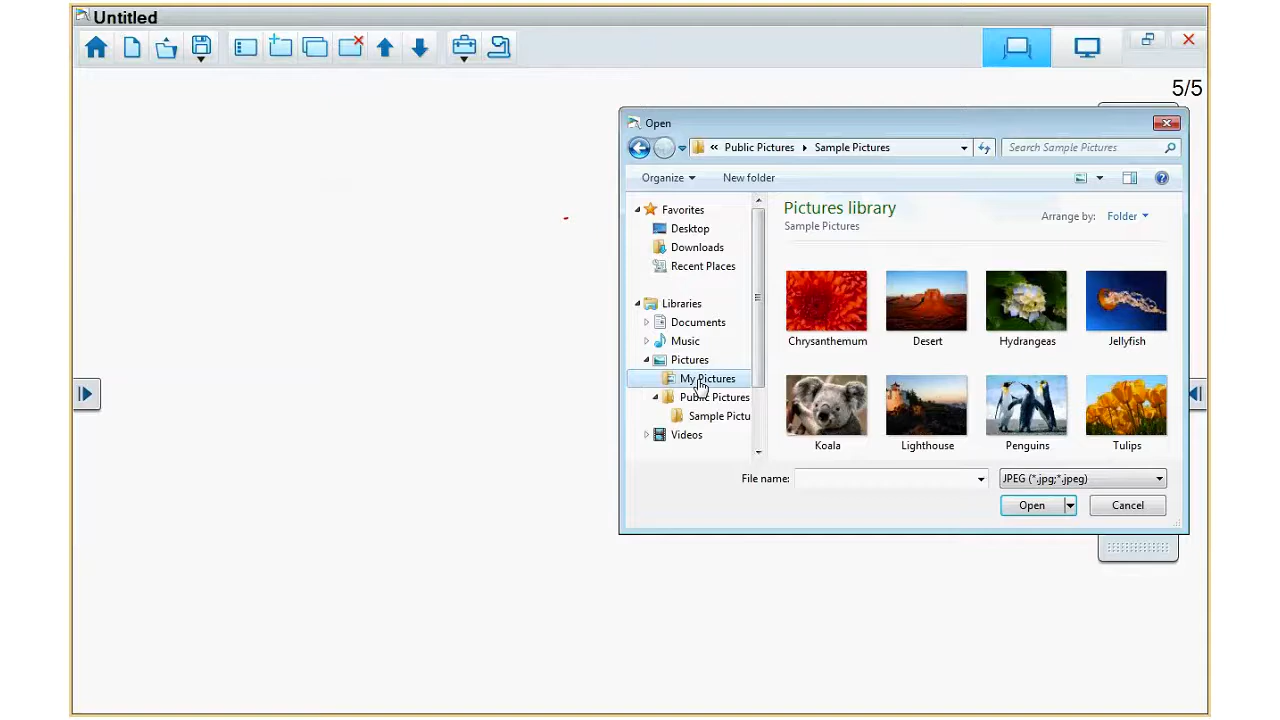 Untitled
5/5
Open
« Public Pictures Sample Pictures
Search Sample Pictures
Organize
New folder
Favorites
Desktop
Downloads
Recent Places
Libraries
Documents
Music
Pictures
My Pictures
Public Pictures
Sample Pictu
Videos
Pictures library
Sample Pictures
Arrange by: Folder
Chrysanthemum
Desert
Hydrangeas
Jellyfish
Koala
Lighthouse
Penguins
Tulips
File name:
JPEG (*.jpg;*.jpeg)
Open
Cancel